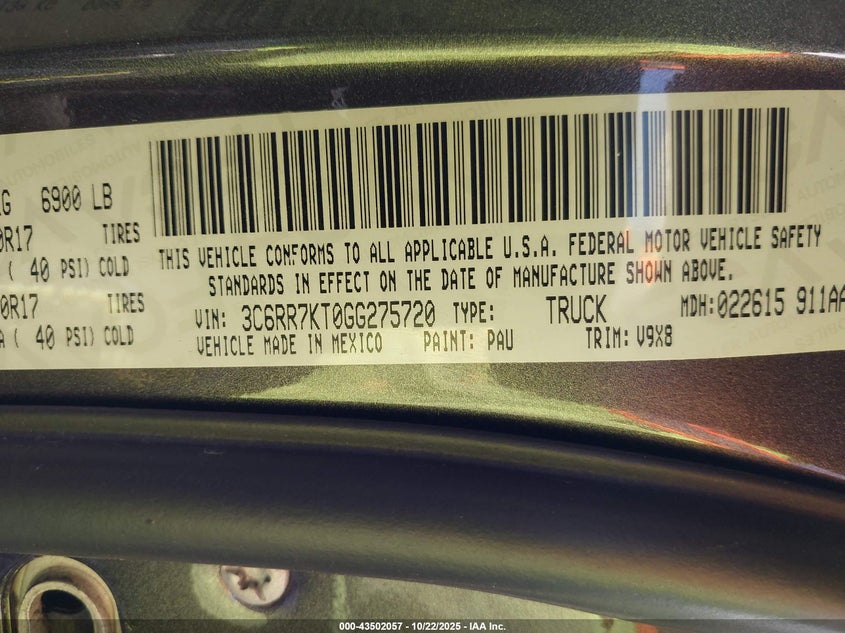 6900 LB
0R17 TIRES
( 40 PSI) COLD
0R17 TIRES
( 40 PSI) COLD
THIS VEHICLE CONFORMS TO ALL APPLICABLE U.S.A. FEDERAL MOTOR VEHICLE SAFETY
STANDARDS IN EFFECT ON THE DATE OF MANUFACTURE SHOWN ABOVE.
VIN: 3C6RR7KT0GG275720 TYPE: TRUCK MDH:022615 911AA
VEHICLE MADE IN MEXICO PAINT: PAU TRIM: V9X8
000-43502057 - 10/22/2025 - IAA Inc.